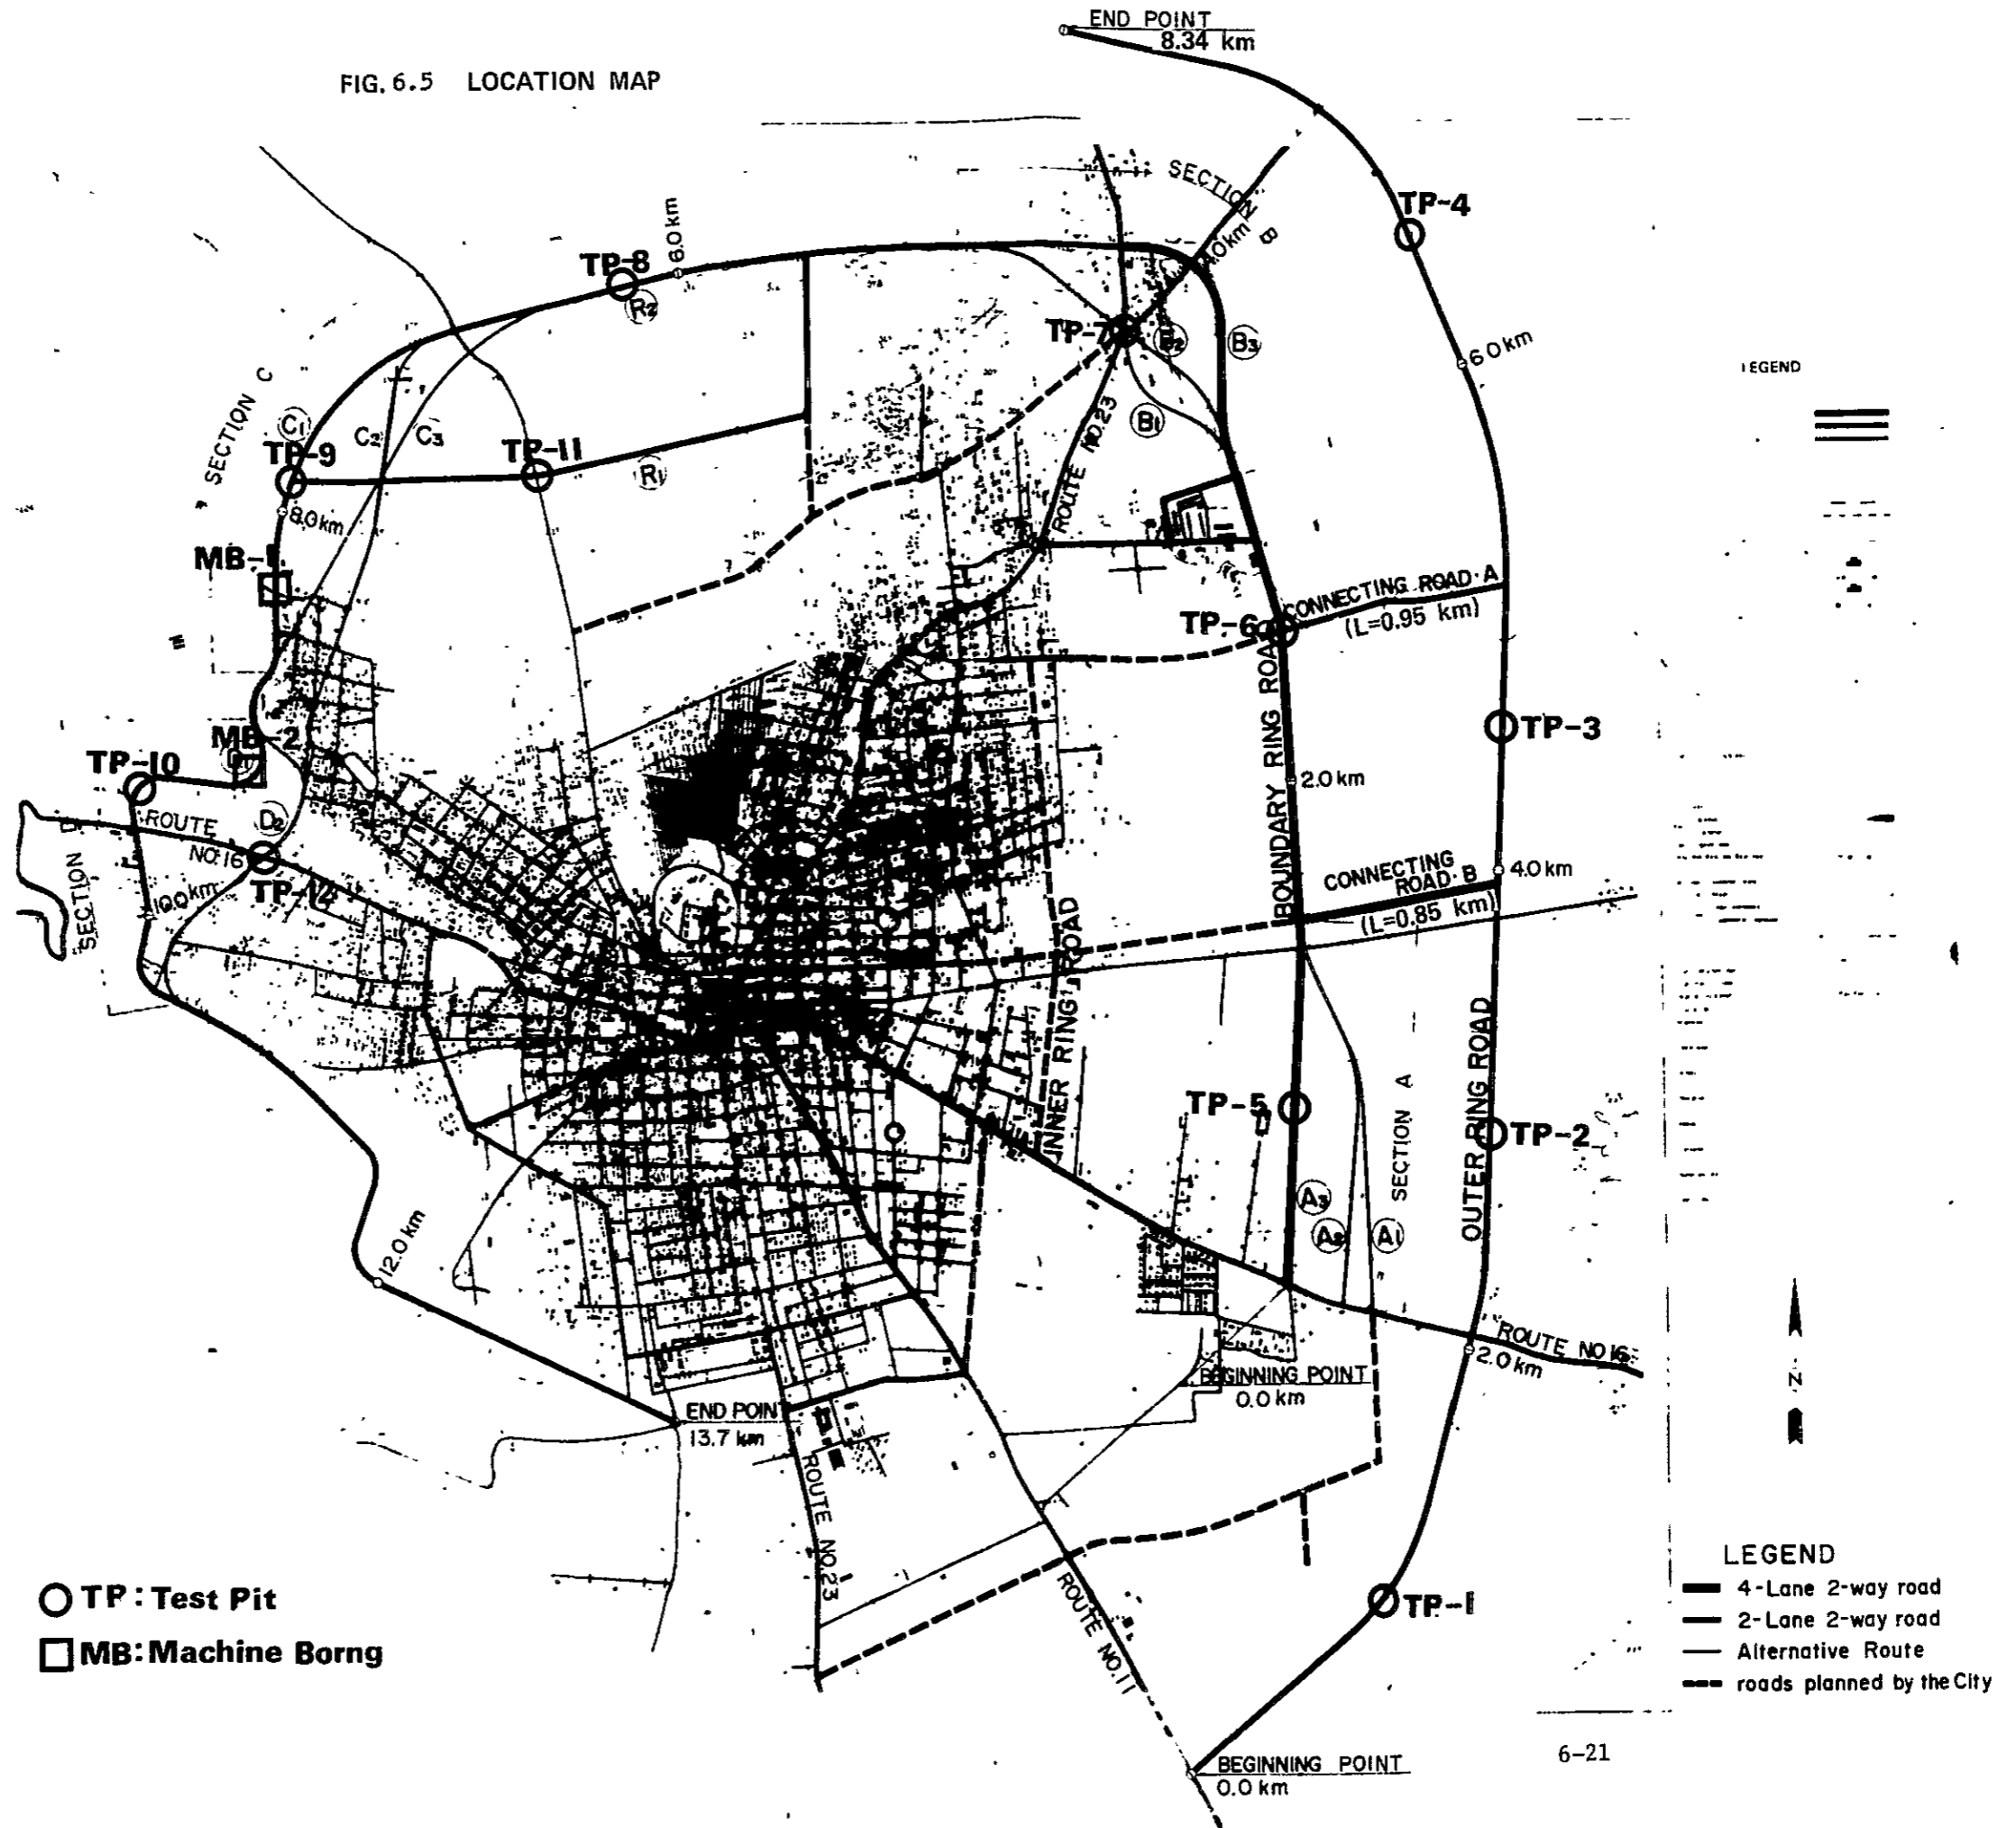 END POINT
8.34 km
FIG. 6.5 LOCATION MAP
SECTION B
TP-4
6.0 km
TP-8
R2
TP-7
B2
B3
6.0 km
LEGEND
SECTION C
C1
C2
C3
TP-9
TP-11
R1
B1
ROUTE NO.23
8.0 km
MB-1
CONNECTING ROAD A
(L=0.95 km)
TP-6
TP-3
MB-2
TP-10
BOUNDARY RING ROAD
2.0 km
ROUTE
NO.16
D2
TP-12
SECTION D
10.0 km
CONNECTING
ROAD B
(L=0.85 km)
4.0 km
INNER RING ROAD
OUTER RING ROAD
TP-5
SECTION A
TP-2
A3
A2
A1
12.0 km
ROUTE NO 16
2.0 km
BEGINNING POINT
0.0 km
END POIN
13.7 km
ROUTE NO.23
N
ROUTE NO.11
TP-1
TP: Test Pit
MB: Machine Borng
LEGEND
4-Lane 2-way road
2-Lane 2-way road
Alternative Route
roads planned by the City
BEGINNING POINT
0.0 km
6-21